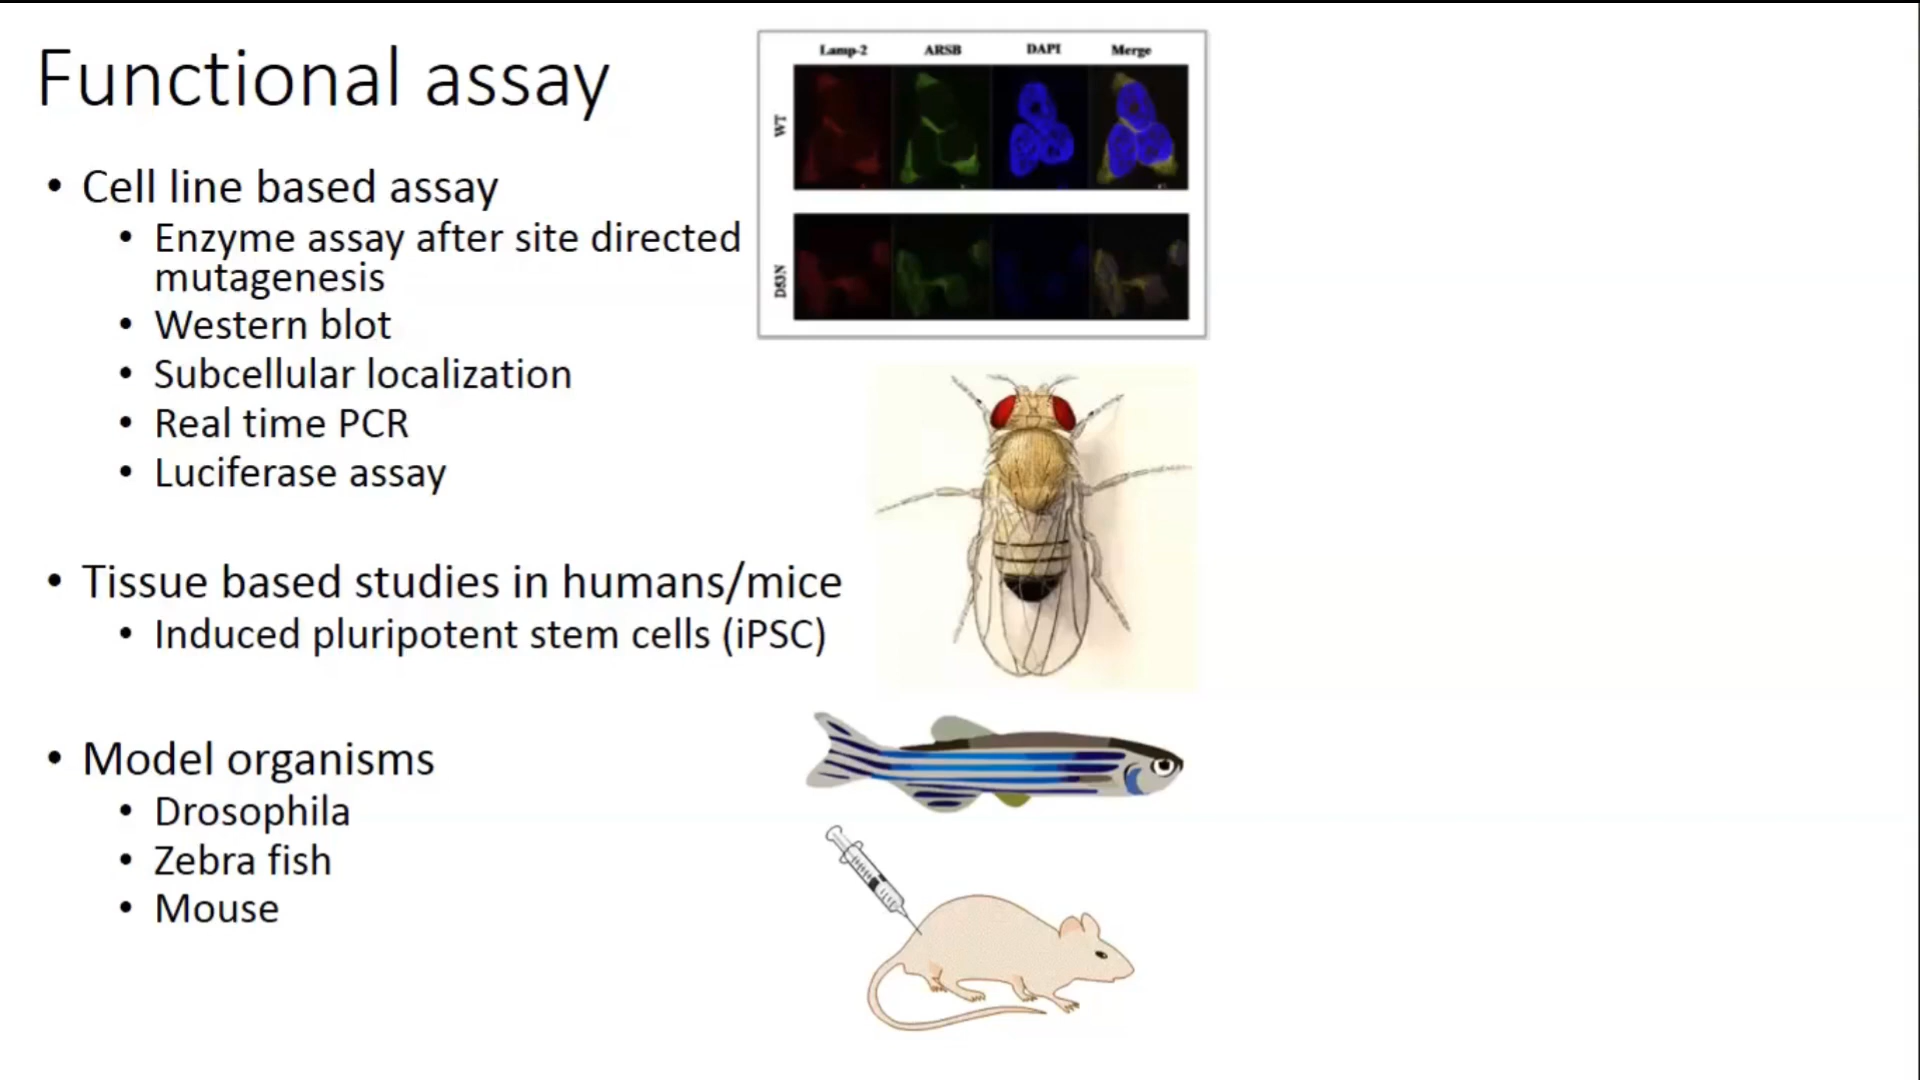 Functional assay
• Cell line based assay
• Enzyme assay after site directed
mutagenesis
• Western blot
• Subcellular localization
• Real time PCR
• Luciferase assay
• Tissue based studies in humans/mice
• Induced pluripotent stem cells (iPSC)
• Model organisms
• Drosophila
• Zebra fish
• Mouse
Lamp-2 ARSB DAPI Merge
WT
D53N